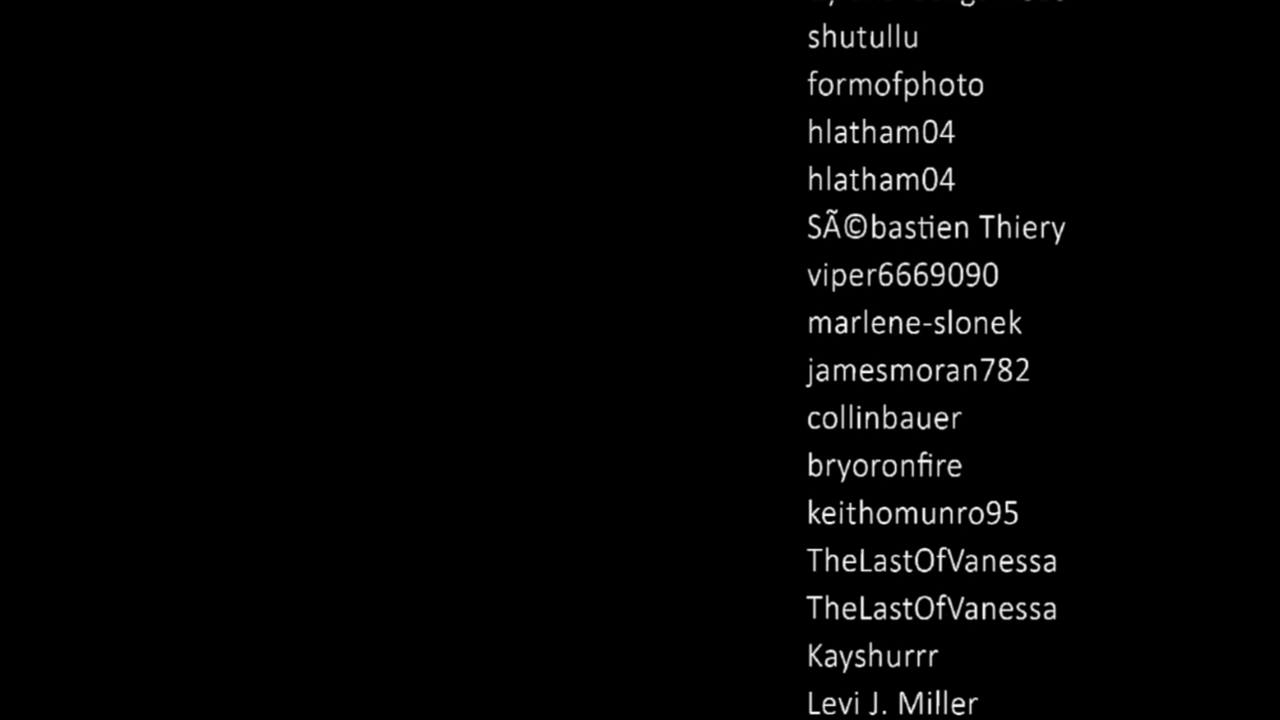 shutullu
formofphoto
hlatham04
hlatham04
SÃ©bastien Thiery
viper6669090
marlene-slonek
jamesmoran782
collinbauer
bryoronfire
keithomunro95
TheLastOfVanessa
TheLastOfVanessa
Kayshurrr
Levi J. Miller